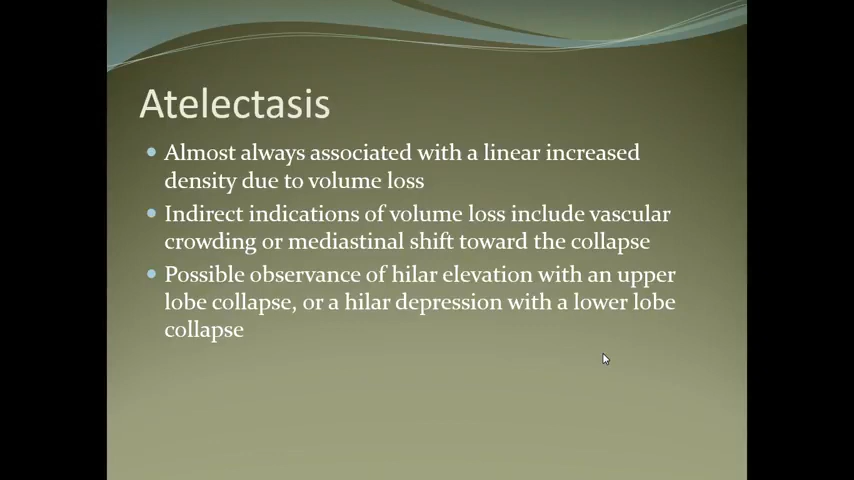 Atelectasis
• Almost always associated with a linear increased
density due to volume loss
• Indirect indications of volume loss include vascular
crowding or mediastinal shift toward the collapse
• Possible observance of hilar elevation with an upper
lobe collapse, or a hilar depression with a lower lobe
collapse